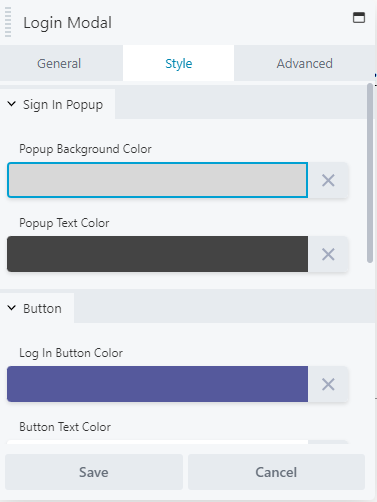 Login Modal
General Style Advanced
Sign In Popup
Popup Background Color
Popup Text Color
Button
Log In Button Color
Button Text Color
Save Cancel